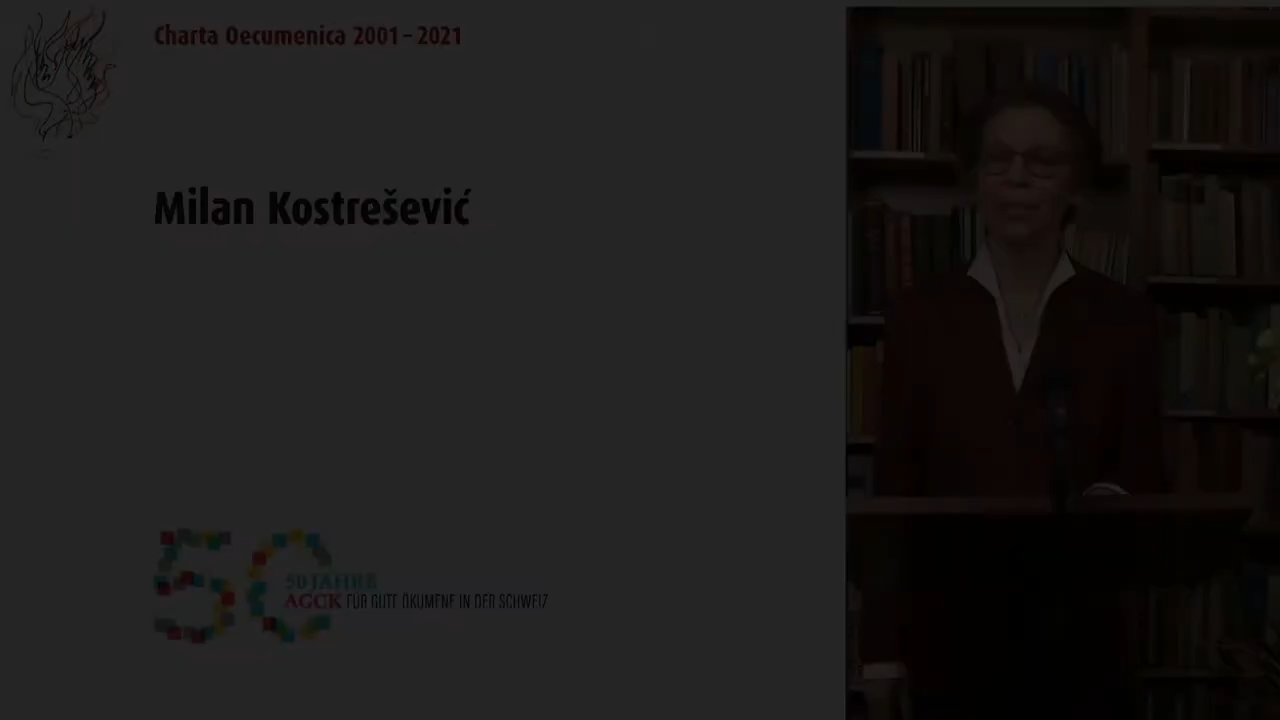 Charta Oecumenica 2001 – 2021
Milan Kostrešević
50 JAHRE
AGCK FÜR GUTE ÖKUMENE IN DER SCHWEIZ